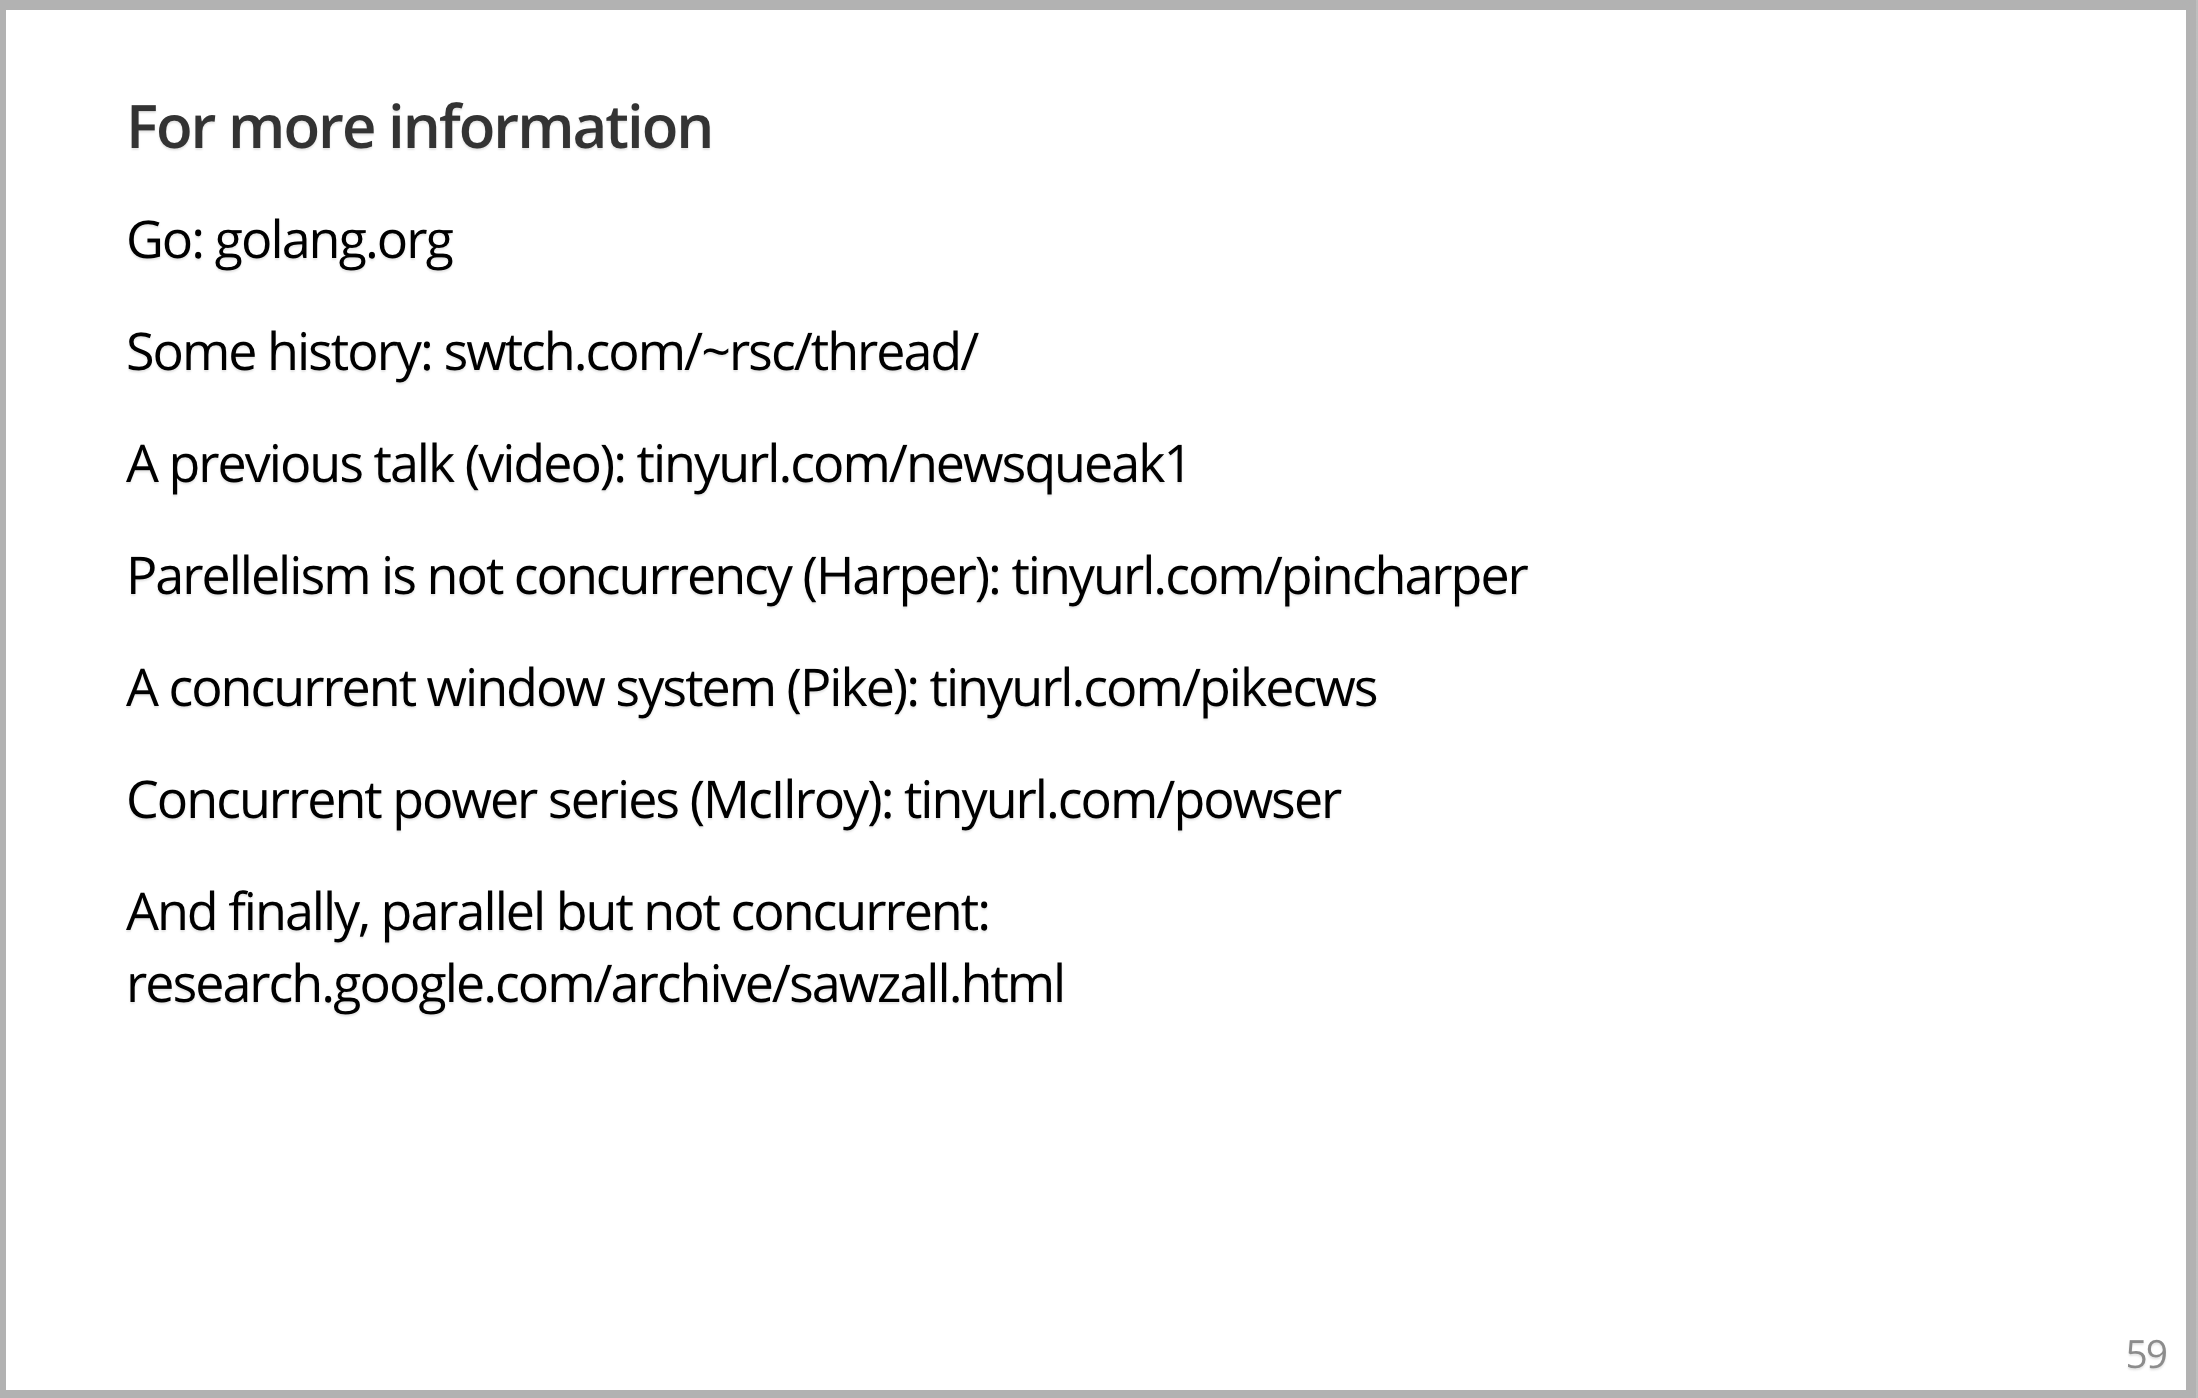 For more information
Go: golang.org
Some history: swtch.com/~rsc/thread/
A previous talk (video): tinyurl.com/newsqueak1
Parellelism is not concurrency (Harper): tinyurl.com/pincharper
A concurrent window system (Pike): tinyurl.com/pikecws
Concurrent power series (McIlroy): tinyurl.com/powser
And finally, parallel but not concurrent:
research.google.com/archive/sawzall.html
59